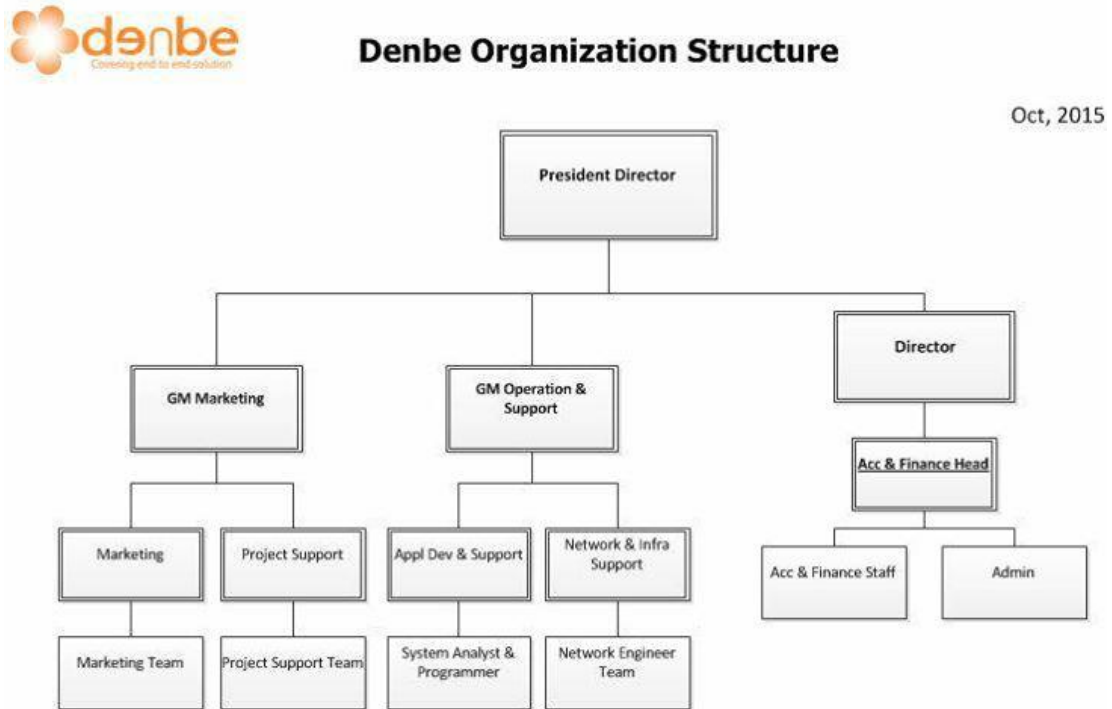 denbe
Covering end to end solution
Denbe Organization Structure
Oct, 2015
President Director
Director
GM Marketing
GM Operation &
Support
Acc & Finance Head
Marketing
Project Support
Appl Dev & Support
Network & Infra
Support
Acc & Finance Staff
Admin
Marketing Team
Project Support Team
System Analyst &
Programmer
Network Engineer
Team